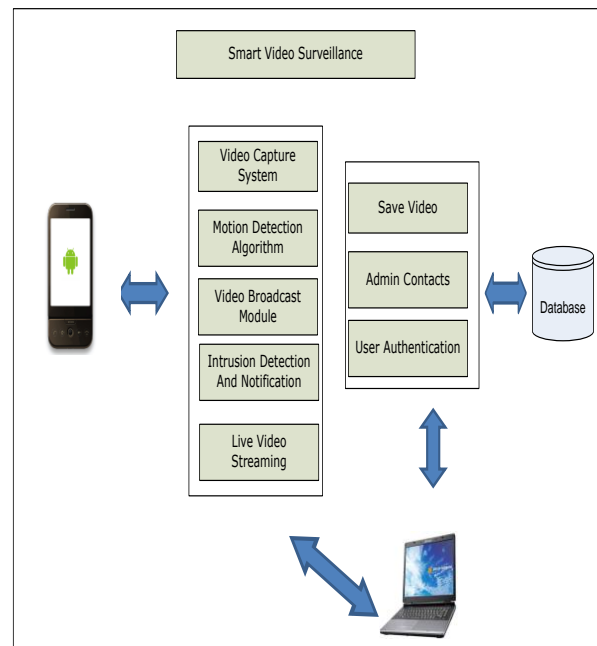 Smart Video Surveillance
Video Capture
System
Motion Detection
Algorithm
Video Broadcast
Module
Intrusion Detection
And Notification
Live Video
Streaming
Save Video
Admin Contacts
User Authentication
Database